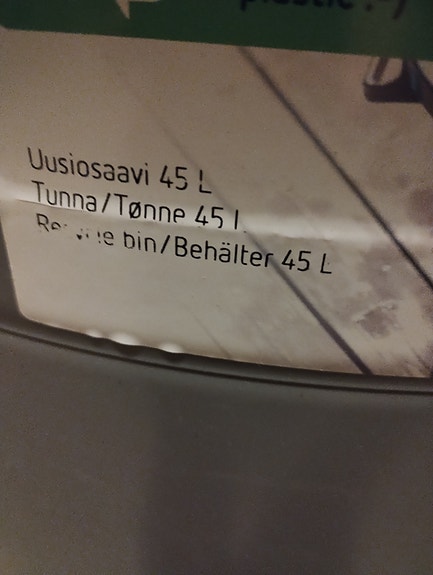 plastic :-)
Uusiosaavi 45 L
Tunna/Tønne 45 L
bin/Behälter 45 L